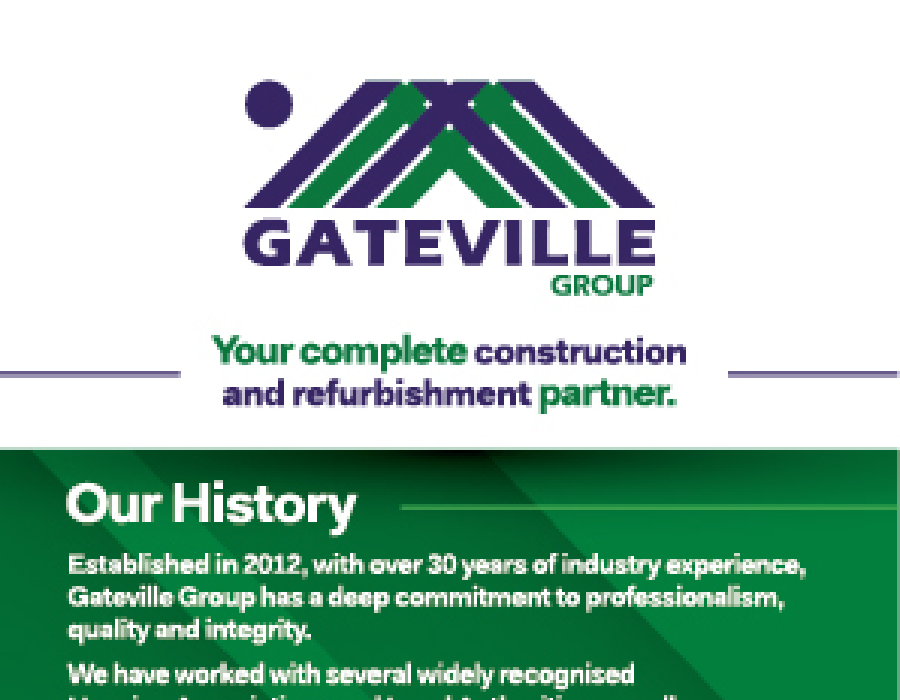 GATEVILLE
GROUP
Your complete construction
and refurbishment partner.
Our History
Established in 2012, with over 30 years of industry experience,
Gateville Group has a deep commitment to professionalism,
quality and integrity.
We have worked with several widely recognised